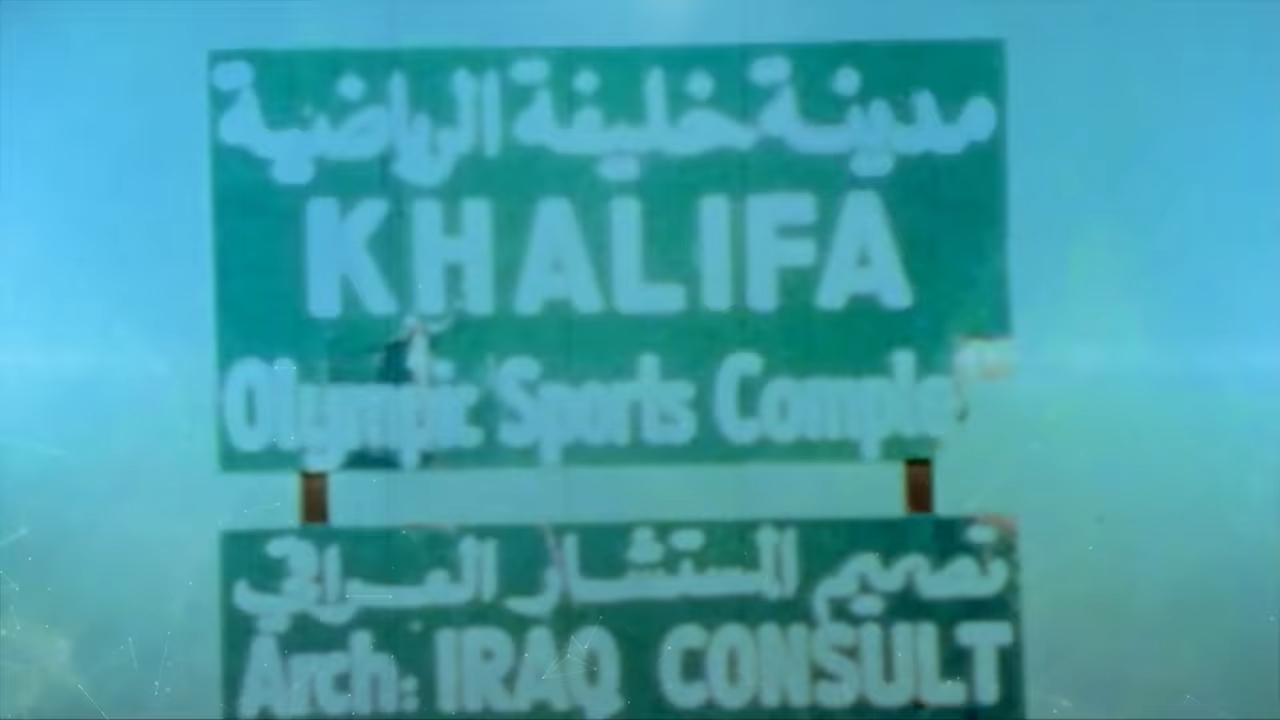 مدينة خليفة الرياضية
KHALIFA
Olympic Sports Complex
تصميم المستشار العراقي
Arch: IRAQ CONSULT